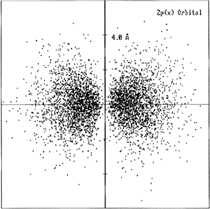 2p(x) Orbital
4.0 Å